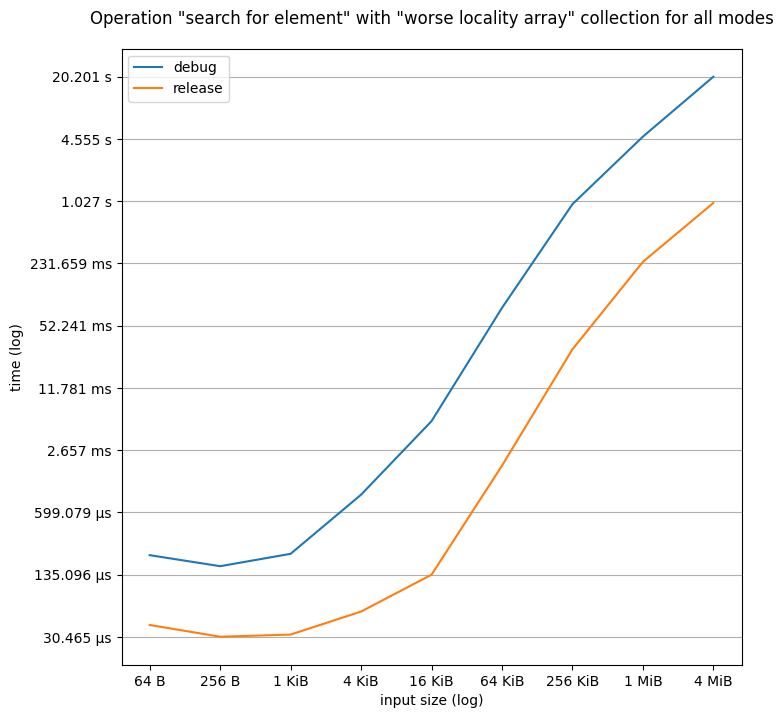 Operation "search for element" with "worse locality array" collection for all modes
debug
release
20.201 s
4.555 s
1.027 s
231.659 ms
52.241 ms
11.781 ms
2.657 ms
599.079 µs
135.096 µs
30.465 µs
time (log)
64 B 256 B 1 KiB 4 KiB 16 KiB 64 KiB 256 KiB 1 MiB 4 MiB
input size (log)